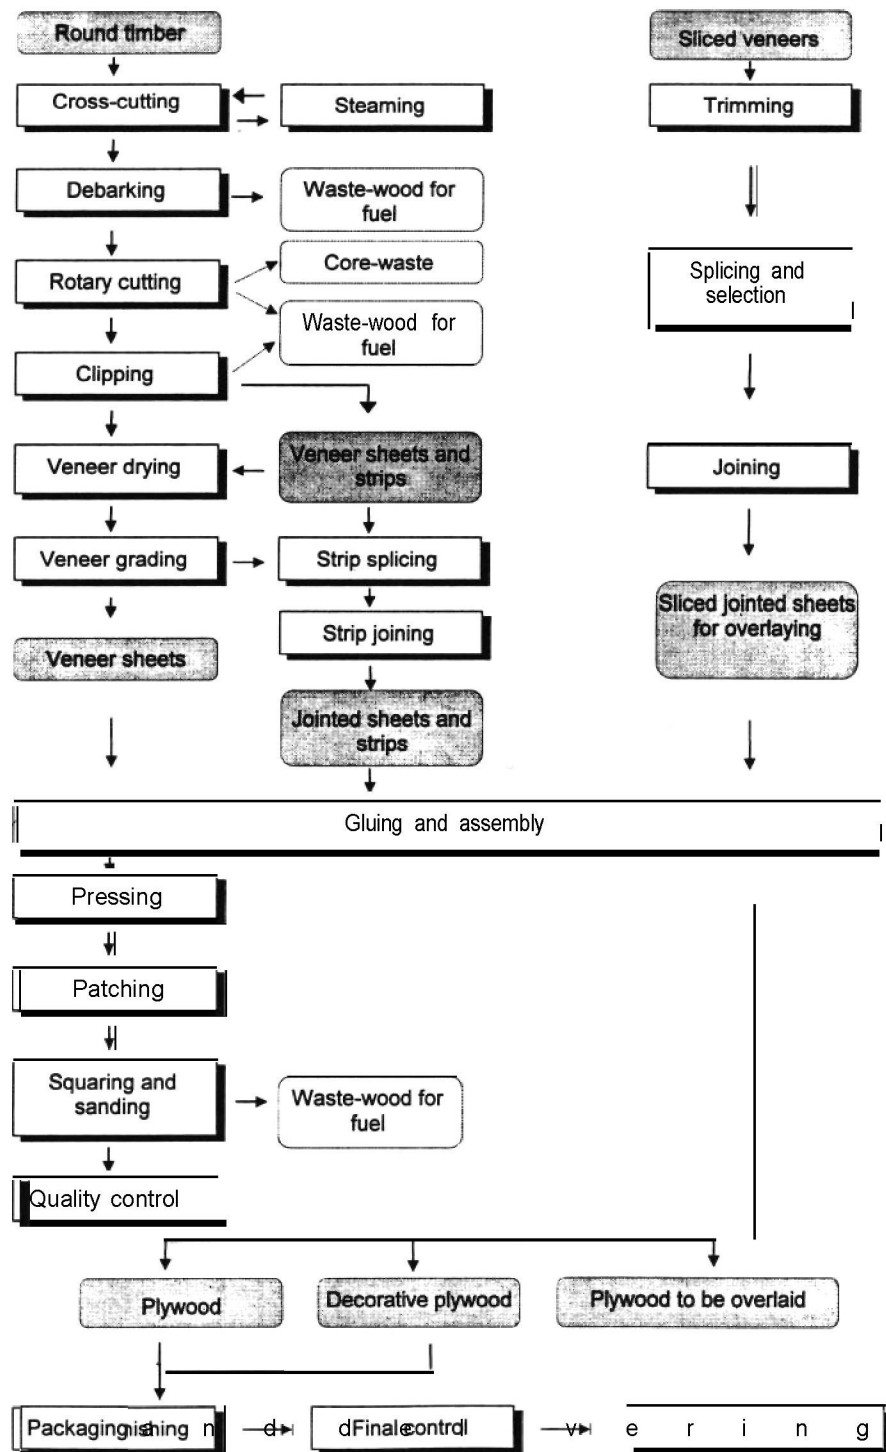 Round timber
Sliced veneers
Cross-cutting
Steaming
Trimming
Debarking
Waste-wood for
fuel
Rotary cutting
Core-waste
Splicing and
selection
Waste-wood for
fuel
Clipping
Veneer drying
Veneer sheets and
strips
Joining
Veneer grading
Strip splicing
Sliced jointed sheets
for overlaying
Strip joining
Veneer sheets
Jointed sheets and
strips
Gluing and assembly
Pressing
Patching
Squaring and
sanding
Waste-wood for
fuel
Quality control
Plywood
Decorative plywood
Plywood to be overlaid
Packaging